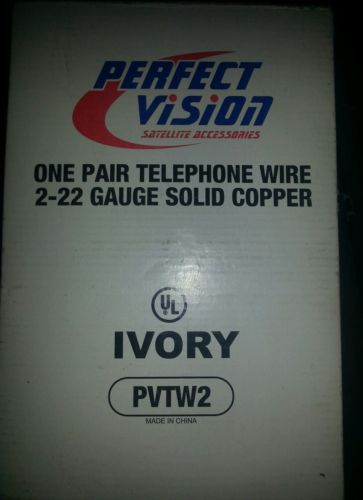 PERFECT
VISION
SATELLITE ACCESSORIES
ONE PAIR TELEPHONE WIRE
2-22 GAUGE SOLID COPPER
UL
IVORY
PVTW2
MADE IN CHINA